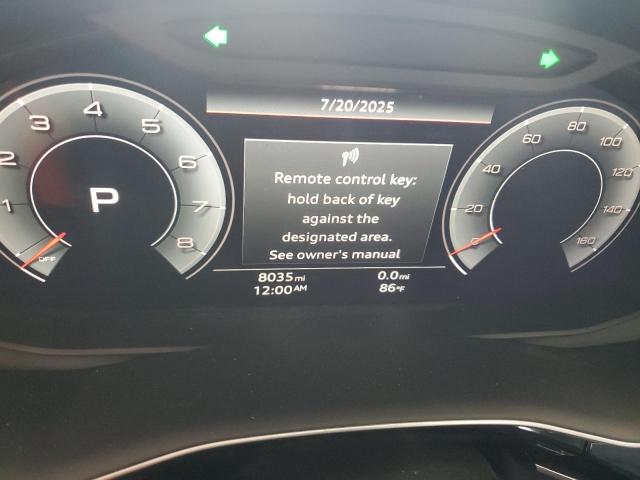 7/20/2025
Remote control key:
hold back of key
against the
designated area.
See owner's manual
8035 mi 0.0 mi
12:00 AM 86°F
P
1
2
3
4
5
6
7
8
OFF
0
20
40
60
80
100
120
140
160